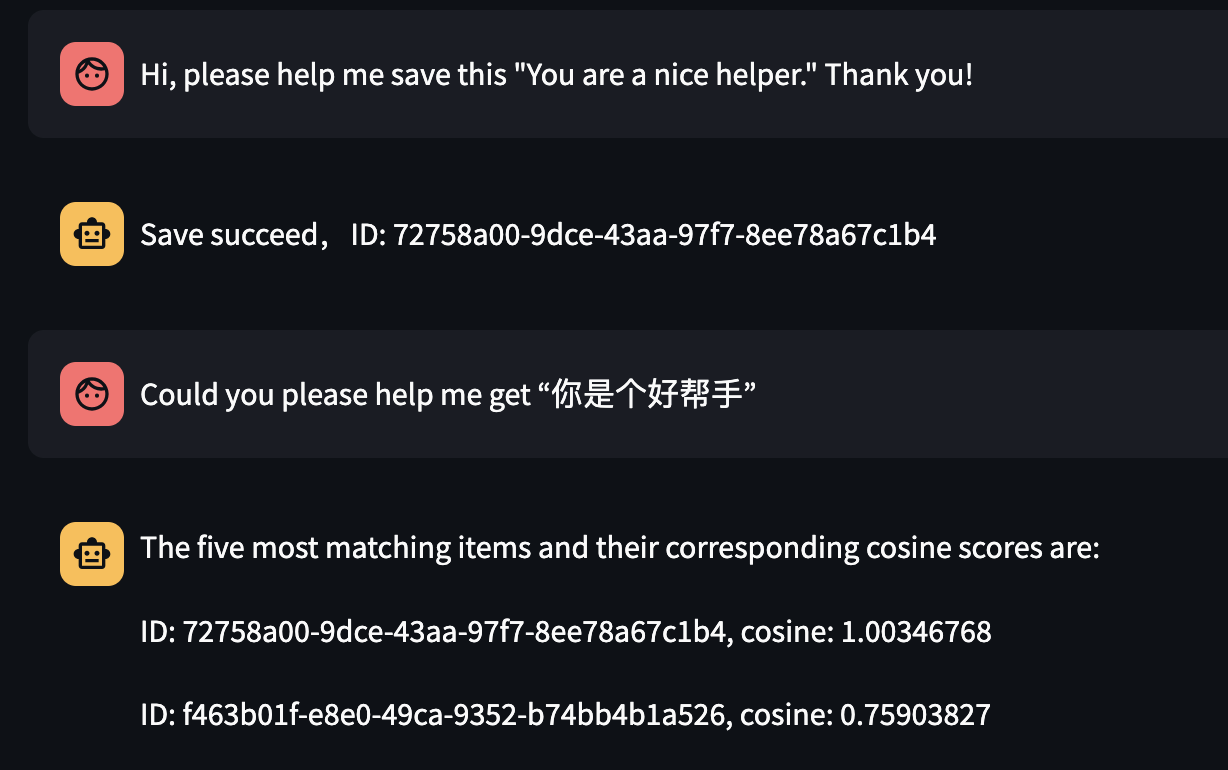 Hi, please help me save this "You are a nice helper." Thank you!
Save succeed， ID: 72758a00-9dce-43aa-97f7-8ee78a67c1b4
Could you please help me get “你是个好帮手”
The five most matching items and their corresponding cosine scores are:
ID: 72758a00-9dce-43aa-97f7-8ee78a67c1b4, cosine: 1.00346768
ID: f463b01f-e8e0-49ca-9352-b74bb4b1a526, cosine: 0.75903827